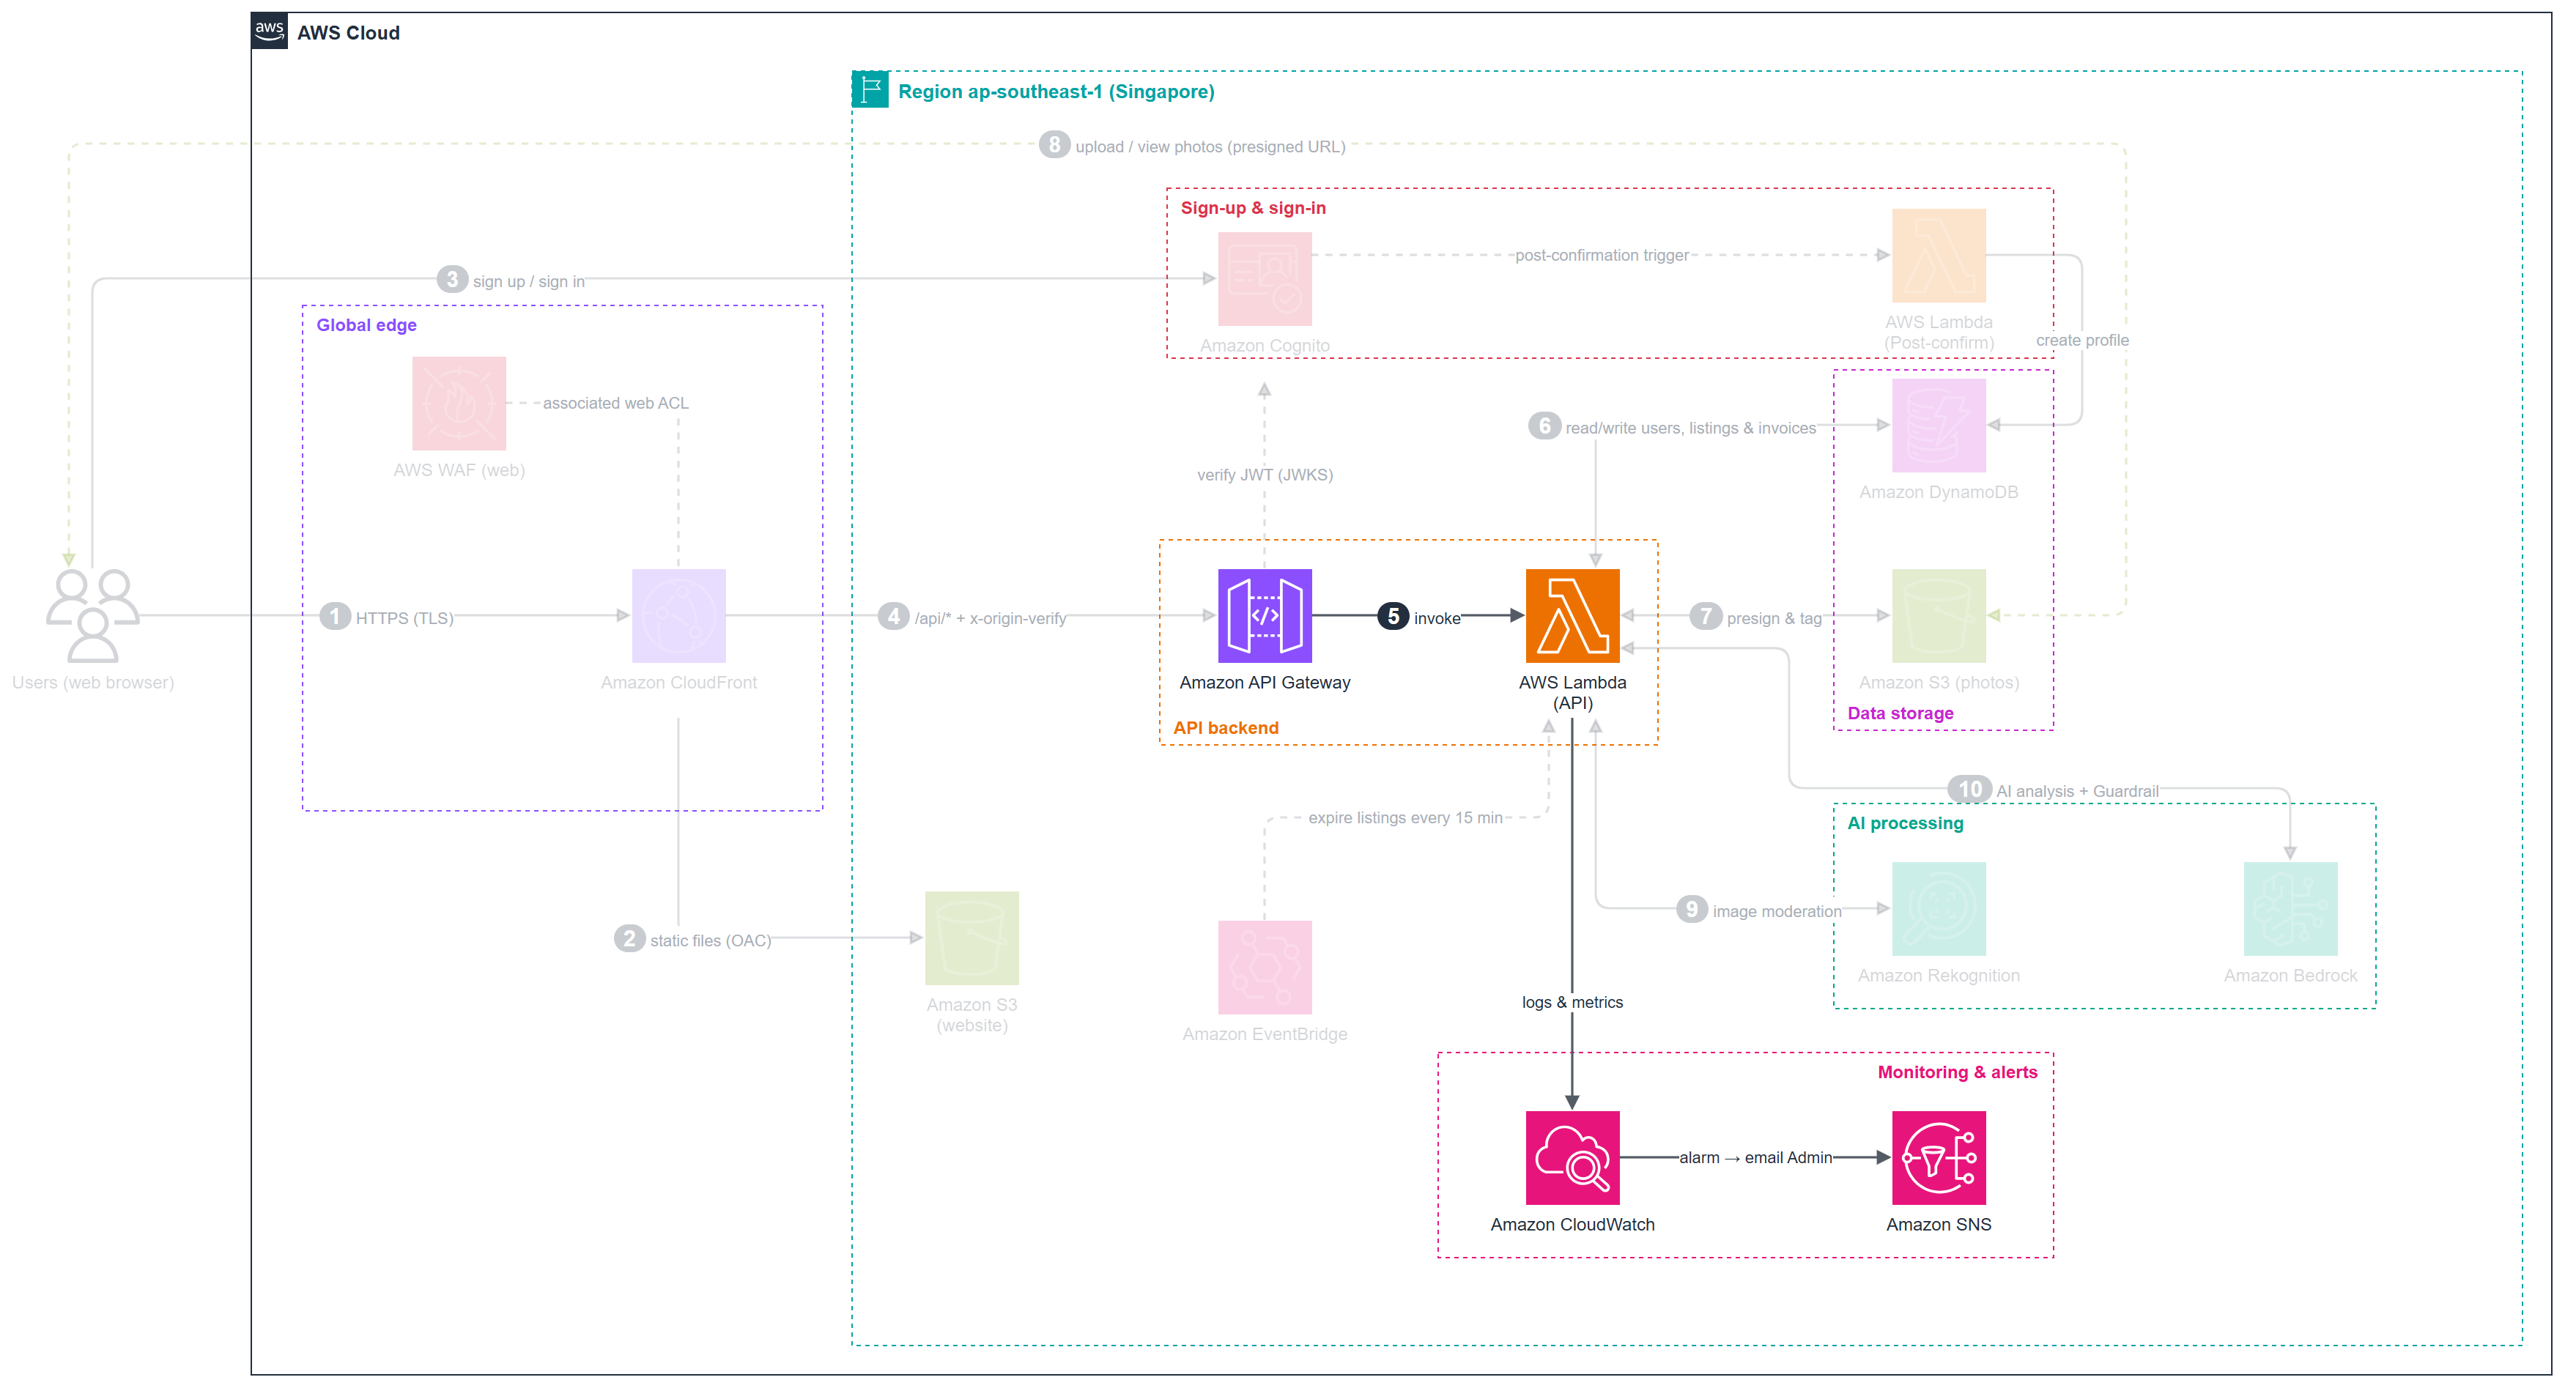 aws
AWS Cloud
Region ap-southeast-1 (Singapore)
8 upload / view photos (presigned URL)
Sign-up & sign-in
post-confirmation trigger
3 sign up / sign in
Amazon Cognito
AWS Lambda
(Post-confirm)
create profile
Global edge
associated web ACL
AWS WAF (web)
6 read/write users, listings & invoices
verify JWT (JWKS)
Amazon DynamoDB
1 HTTPS (TLS)
4 /api/* + x-origin-verify
5 invoke
7 presign & tag
Users (web browser)
Amazon CloudFront
Amazon API Gateway
AWS Lambda
(API)
Amazon S3 (photos)
Data storage
API backend
10 AI analysis + Guardrail
expire listings every 15 min
AI processing
9 image moderation
2 static files (OAC)
Amazon Rekognition
Amazon Bedrock
Amazon S3
(website)
Amazon EventBridge
logs & metrics
Monitoring & alerts
alarm → email Admin
Amazon CloudWatch
Amazon SNS